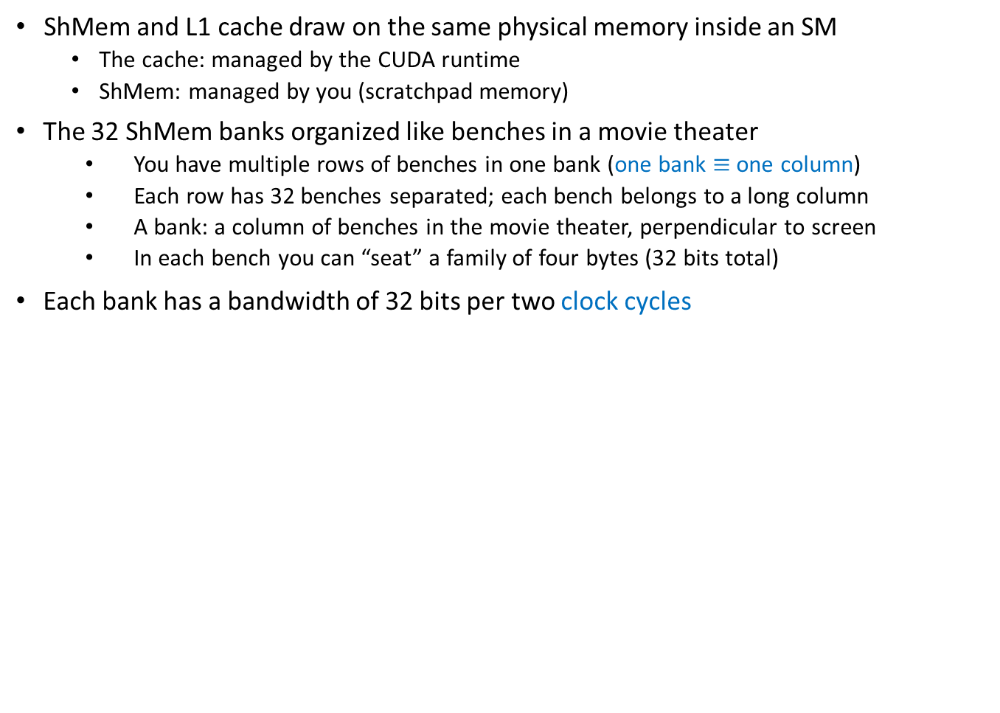 • ShMem and L1 cache draw on the same physical memory inside an SM
• The cache: managed by the CUDA runtime
• ShMem: managed by you (scratchpad memory)
• The 32 ShMem banks organized like benches in a movie theater
• You have multiple rows of benches in one bank (one bank ≡ one column)
• Each row has 32 benches separated; each bench belongs to a long column
• A bank: a column of benches in the movie theater, perpendicular to screen
• In each bench you can “seat” a family of four bytes (32 bits total)
• Each bank has a bandwidth of 32 bits per two clock cycles